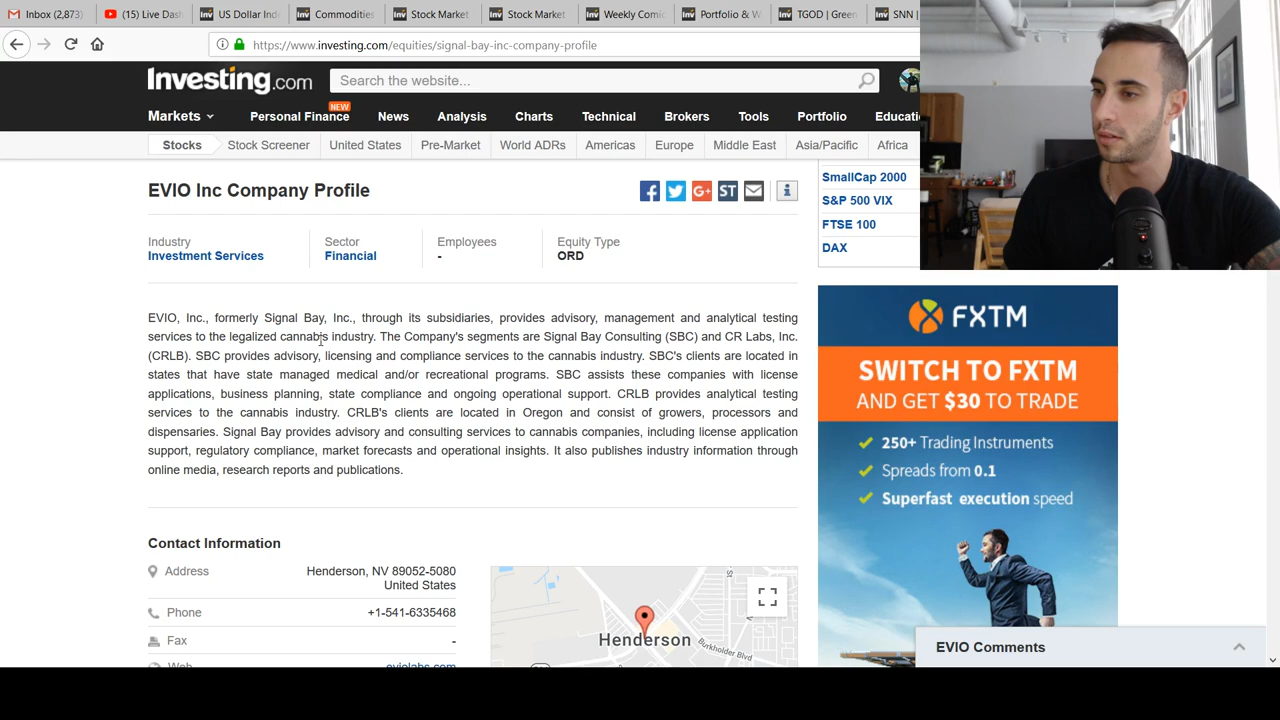 Inbox (2,873)
(15) Live Dash
US Dollar Ind
Commodities
Stock Market
Stock Market
Weekly Comic
Portfolio & W
TGOD | Green
SNN |
https://www.investing.com/equities/signal-bay-inc-company-profile
Investing.com
Search the website...
NEW
Markets
Personal Finance
News
Analysis
Charts
Technical
Brokers
Tools
Portfolio
Educati
Stocks
Stock Screener
United States
Pre-Market
World ADRs
Americas
Europe
Middle East
Asia/Pacific
Africa
EVIO Inc Company Profile
ST
SmallCap 2000
S&P 500 VIX
FTSE 100
DAX
Industry
Investment Services
Sector
Financial
Employees
-
Equity Type
ORD
EVIO, Inc., formerly Signal Bay, Inc., through its subsidiaries, provides advisory, management and analytical testing
services to the legalized cannabis industry. The Company's segments are Signal Bay Consulting (SBC) and CR Labs, Inc.
(CRLB). SBC provides advisory, licensing and compliance services to the cannabis industry. SBC's clients are located in
states that have state managed medical and/or recreational programs. SBC assists these companies with license
applications, business planning, state compliance and ongoing operational support. CRLB provides analytical testing
services to the cannabis industry. CRLB's clients are located in Oregon and consist of growers, processors and
dispensaries. Signal Bay provides advisory and consulting services to cannabis companies, including license application
support, regulatory compliance, market forecasts and operational insights. It also publishes industry information through
online media, research reports and publications.
Contact Information
Address
Henderson, NV 89052-5080
United States
Phone
+1-541-6335468
Fax
-
Web
eviolabs.com
St
Henderson
Burkholder Blvd
FXTM
SWITCH TO FXTM
AND GET $30 TO TRADE
250+ Trading Instruments
Spreads from 0.1
Superfast execution speed
EVIO Comments